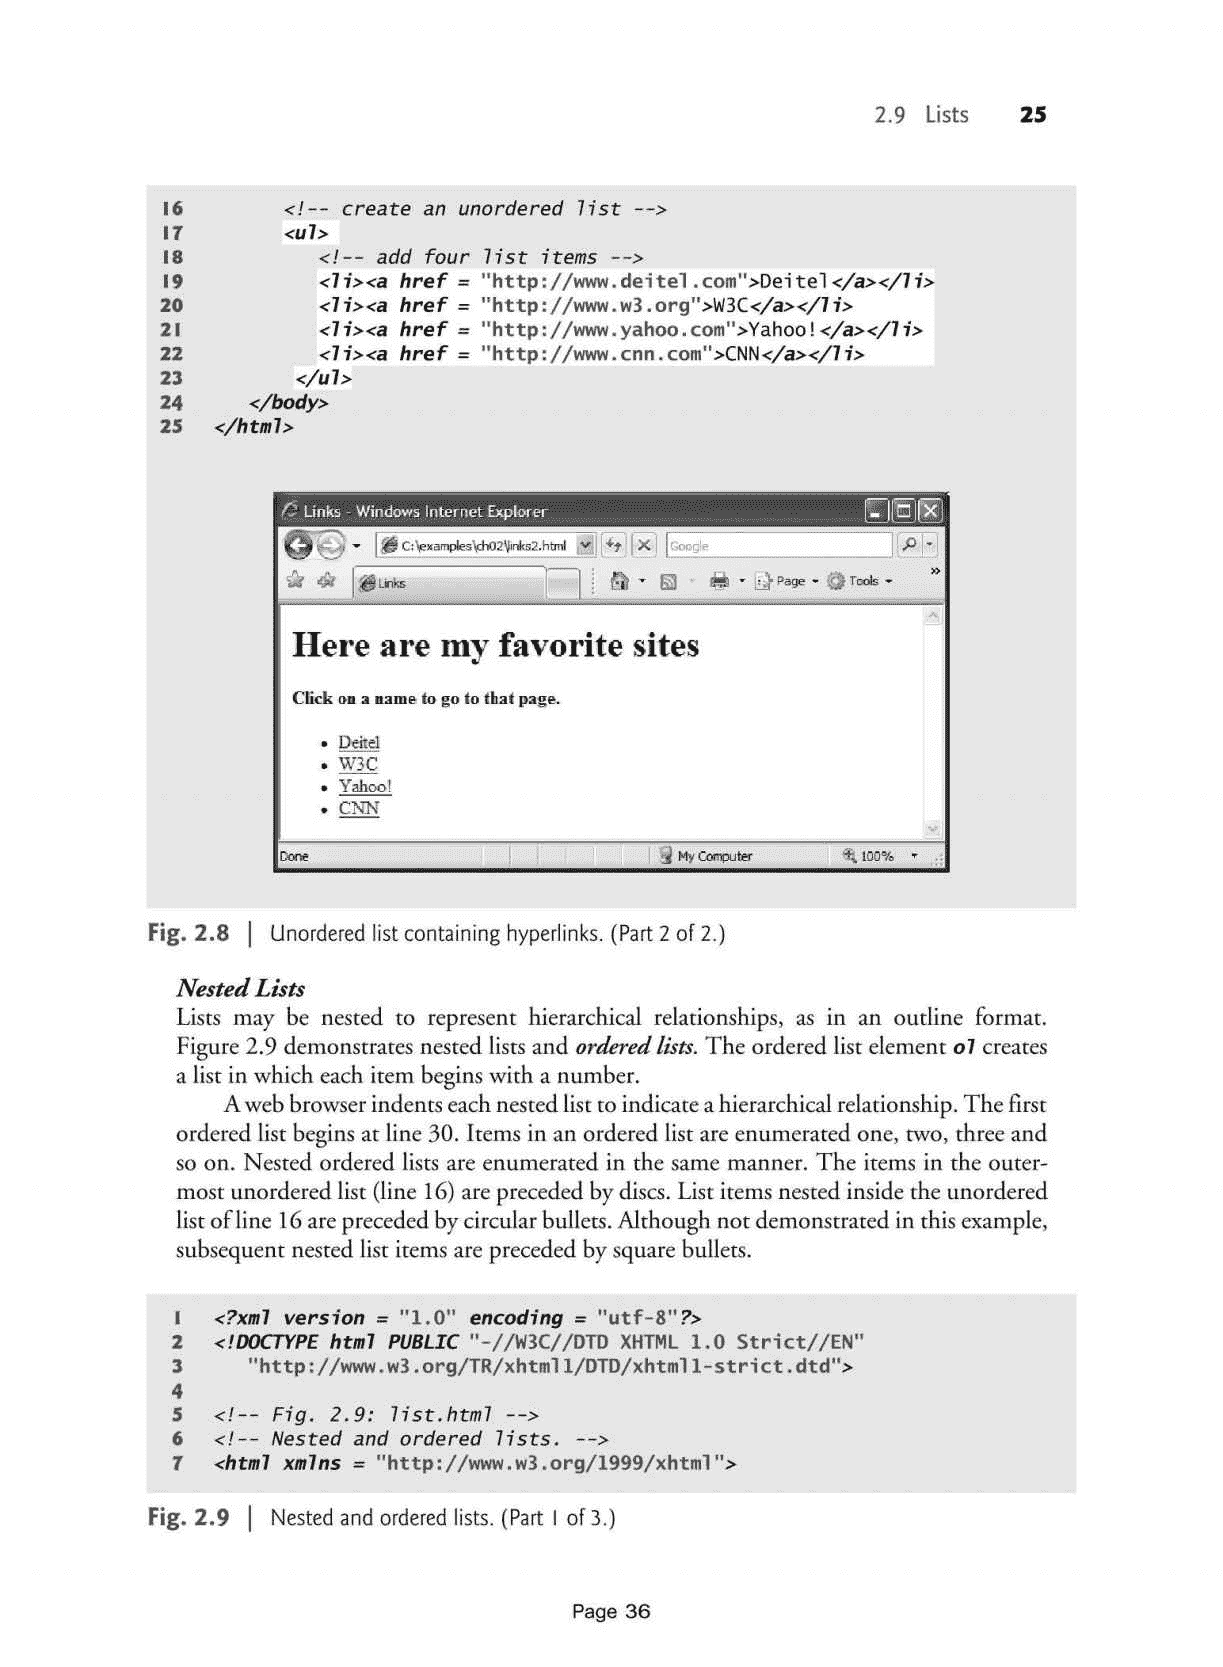 2.9 Lists 25
16 <!-- create an unordered list -->
17 <ul>
18 <!-- add four list items -->
19 <li><a href = "http://www.deitel.com">Deitel</a></li>
20 <li><a href = "http://www.w3.org">W3C</a></li>
21 <li><a href = "http://www.yahoo.com">Yahoo!</a></li>
22 <li><a href = "http://www.cnn.com">CNN</a></li>
23 </ul>
24 </body>
25 </html>
Links - Windows Internet Explorer
C:\examples\ch02\links2.html Google
Links Page Tools
Here are my favorite sites
Click on a name to go to that page.
• Deitel
• W3C
• Yahoo!
• CNN
Done My Computer 100%
Fig. 2.8 | Unordered list containing hyperlinks. (Part 2 of 2.)
Nested Lists
Lists may be nested to represent hierarchical relationships, as in an outline format.
Figure 2.9 demonstrates nested lists and ordered lists. The ordered list element ol creates
a list in which each item begins with a number.
A web browser indents each nested list to indicate a hierarchical relationship. The first
ordered list begins at line 30. Items in an ordered list are enumerated one, two, three and
so on. Nested ordered lists are enumerated in the same manner. The items in the outer-
most unordered list (line 16) are preceded by discs. List items nested inside the unordered
list of line 16 are preceded by circular bullets. Although not demonstrated in this example,
subsequent nested list items are preceded by square bullets.
1 <?xml version = "1.0" encoding = "utf-8"?>
2 <!DOCTYPE html PUBLIC "-//W3C//DTD XHTML 1.0 Strict//EN"
3 "http://www.w3.org/TR/xhtml1/DTD/xhtml1-strict.dtd">
4
5 <!-- Fig. 2.9: list.html -->
6 <!-- Nested and ordered lists. -->
7 <html xmlns = "http://www.w3.org/1999/xhtml">
Fig. 2.9 | Nested and ordered lists. (Part 1 of 3.)
Page 36